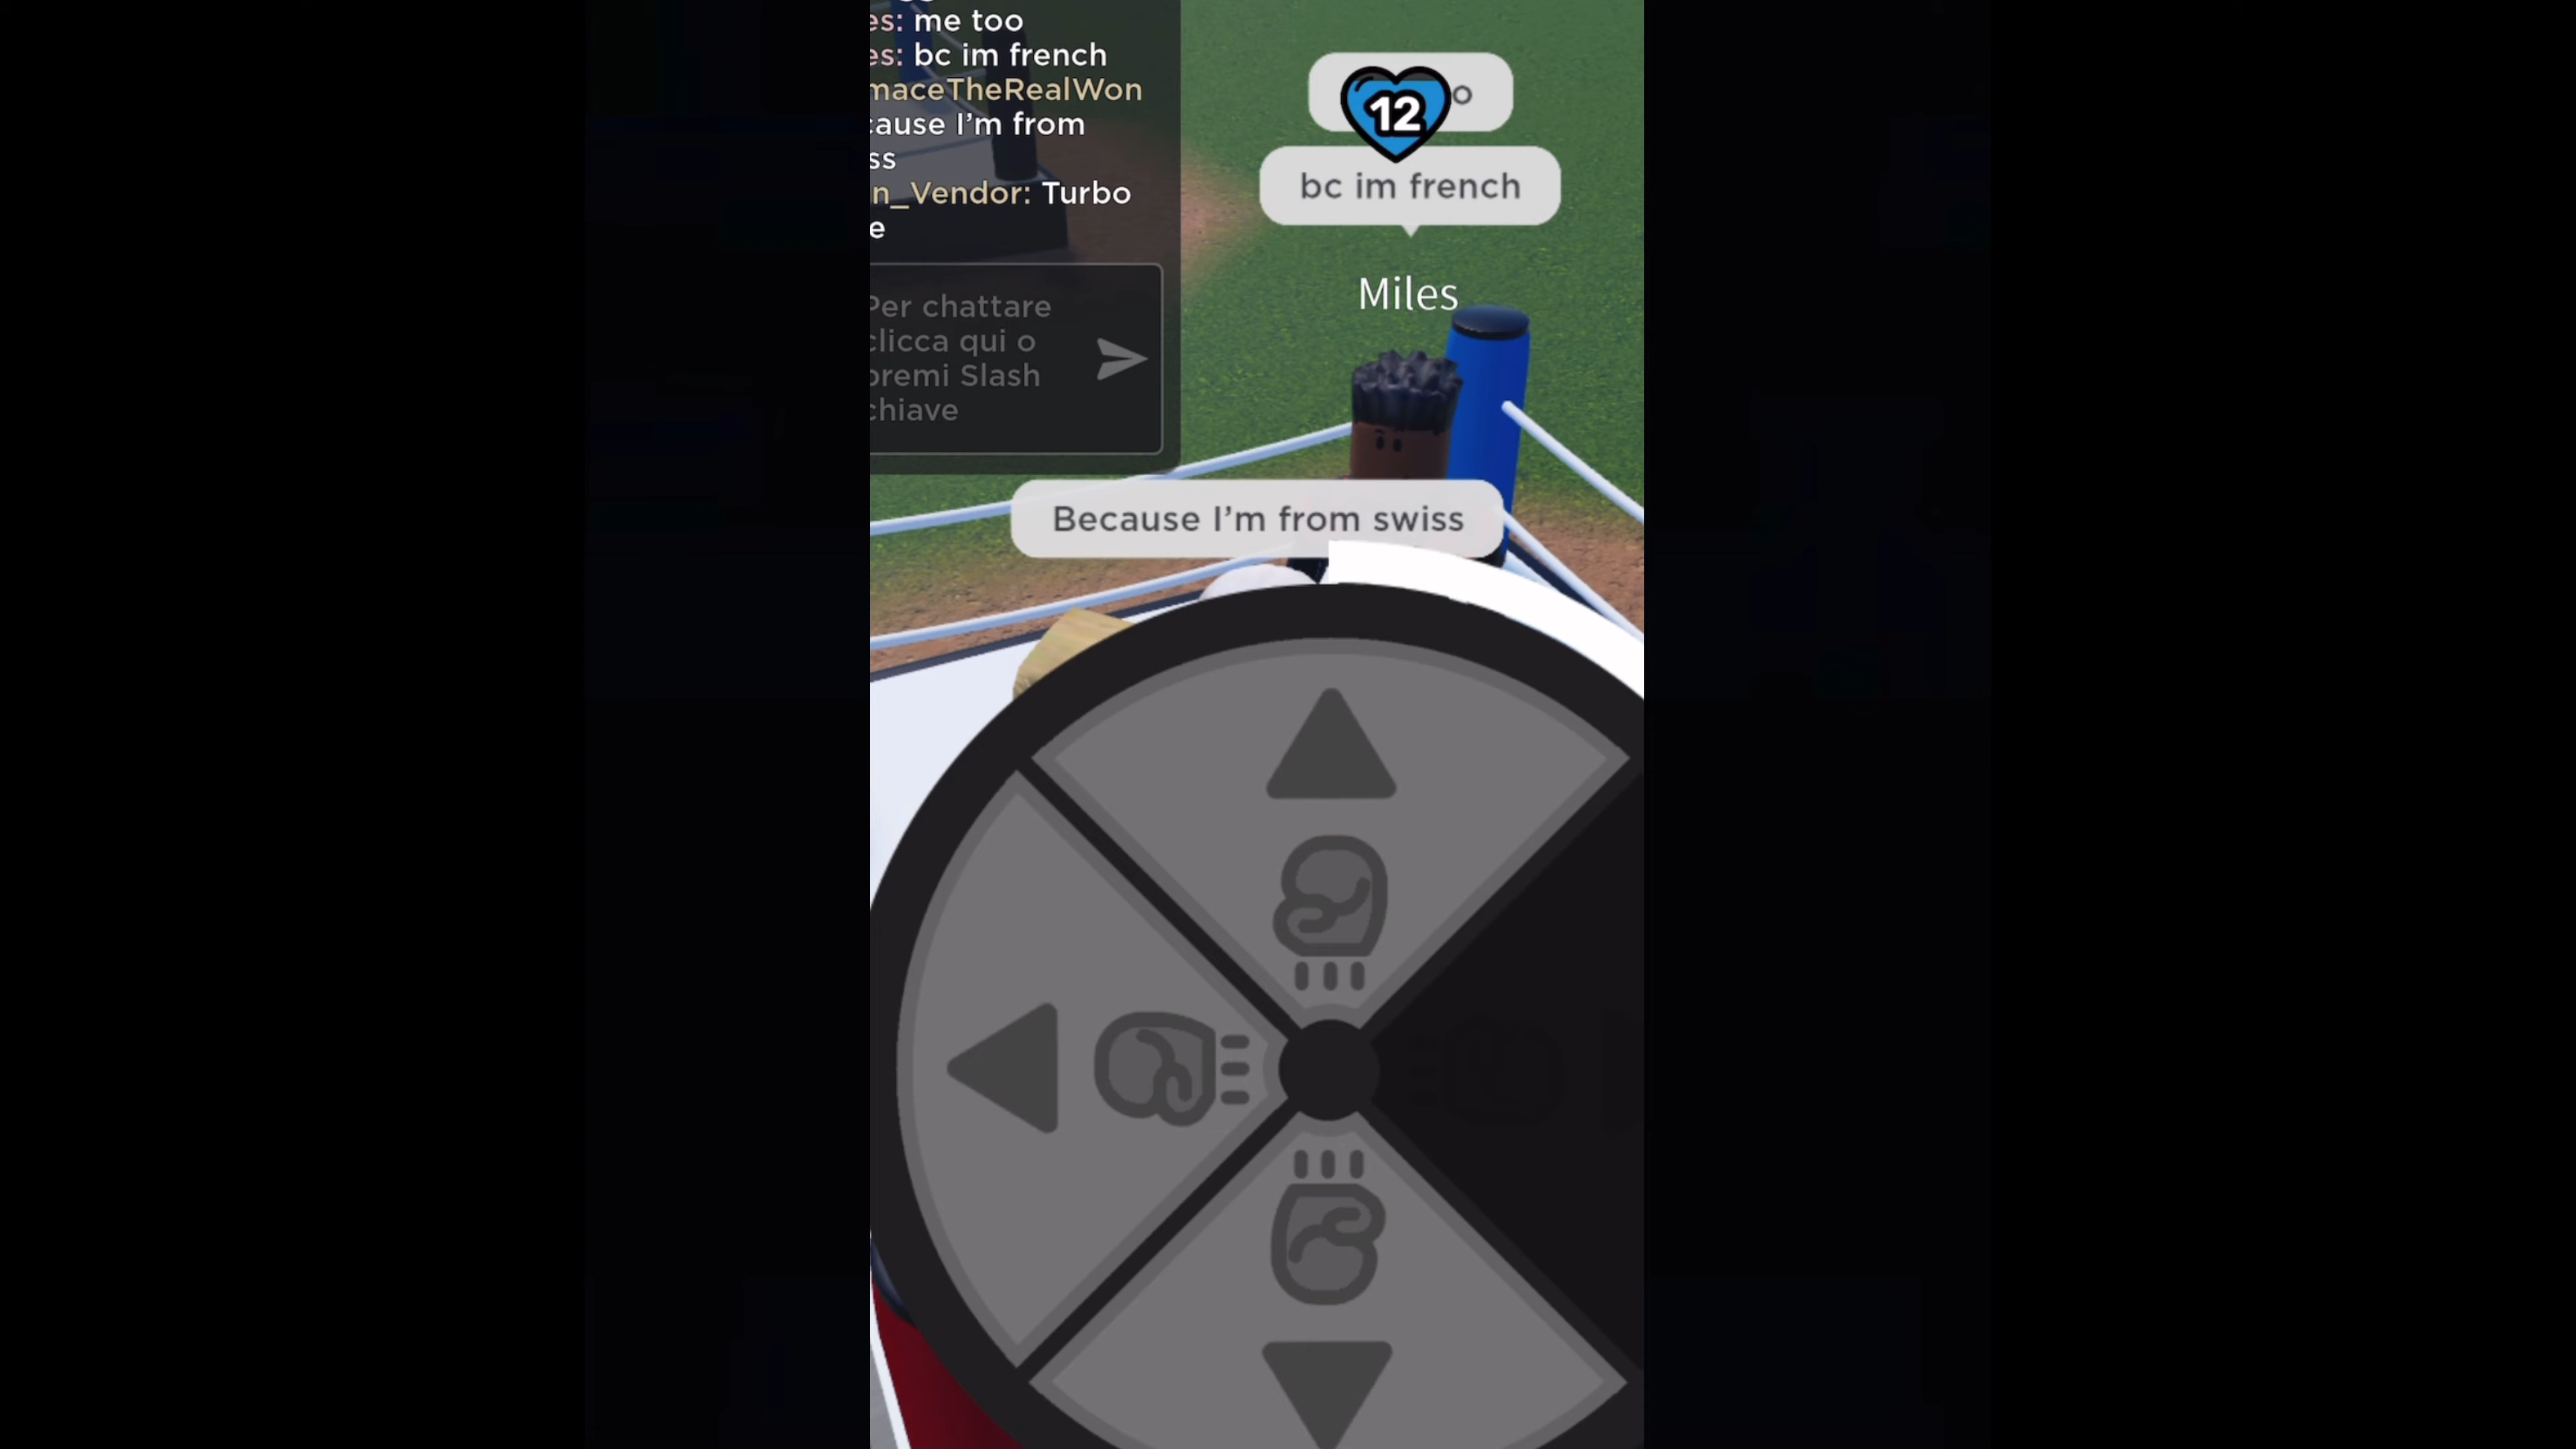 es: me too
es: bc im french
maceTheRealWon
cause I'm from
ss
n_Vendor: Turbo
e
Per chattare
clicca qui o
premi Slash
chiave
12
o
bc im french
Miles
Because I'm from swiss